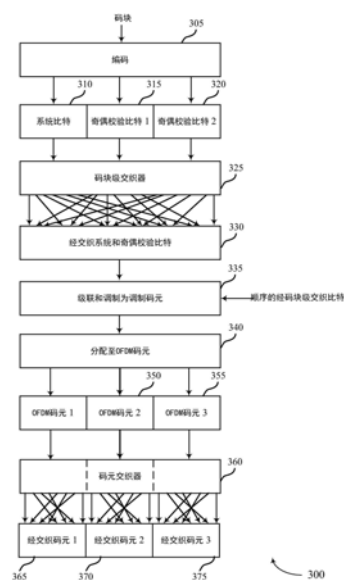 码块
305
编码
310
315
320
系统比特
奇偶校验比特 1
奇偶校验比特 2
码块级交织器
325
330
经交织系统和奇偶校验比特
335
级联和调制为调制码元
顺序的经码块级交织比特
340
分配至OFDM码元
350
355
OFDM码元 1
OFDM码元 2
OFDM码元 3
360
码元交织器
经交织码元 1
经交织码元 2
经交织码元 3
365
370
375
300